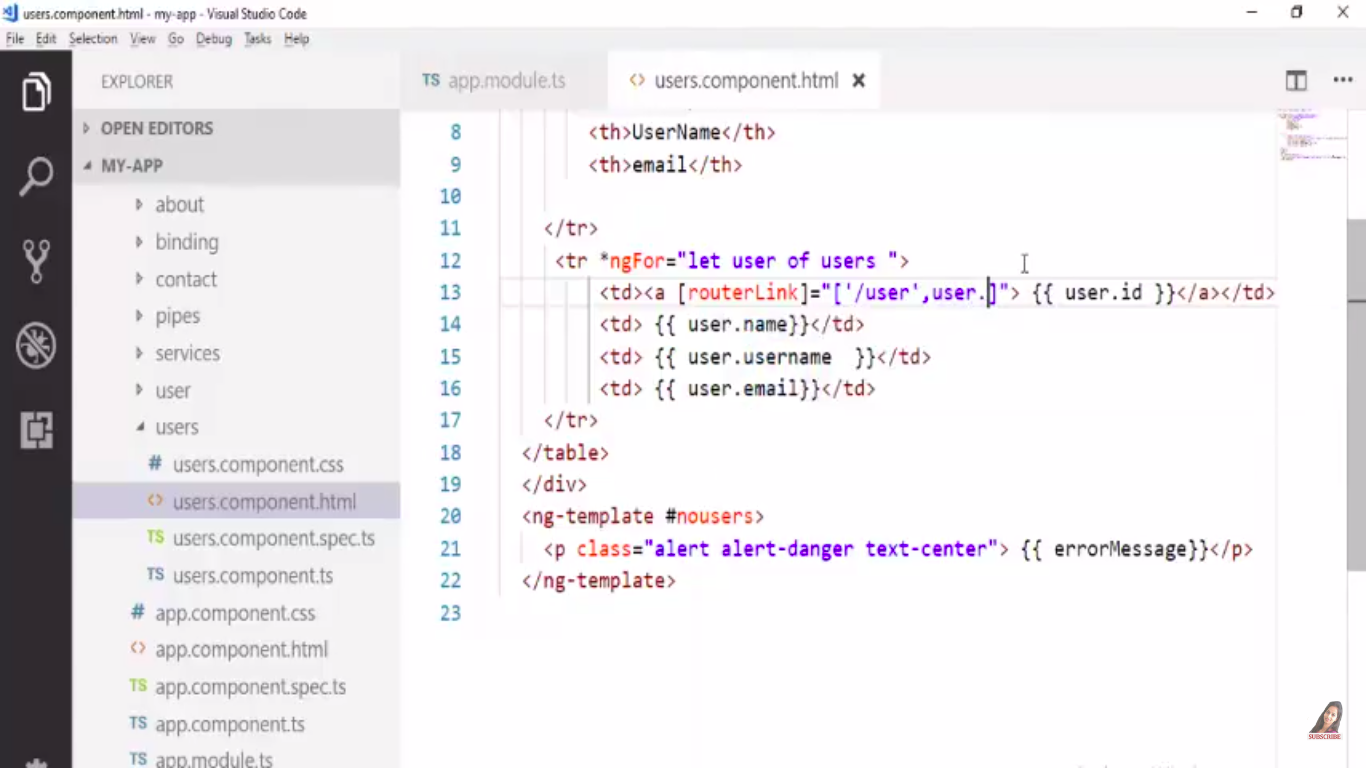 users.component.html - my-app - Visual Studio Code
File Edit Selection View Go Debug Tasks Help
EXPLORER
OPEN EDITORS
MY-APP
about
binding
contact
pipes
services
user
users
users.component.css
users.component.html
users.component.spec.ts
users.component.ts
app.component.css
app.component.html
app.component.spec.ts
app.component.ts
app.module.ts
TS app.module.ts
users.component.html
8 <th>UserName</th>
9 <th>email</th>
10
11 </tr>
12 <tr *ngFor="let user of users ">
13 <td><a [routerLink]="['/user',user.]"> {{ user.id }}</a></td>
14 <td> {{ user.name}}</td>
15 <td> {{ user.username  }}</td>
16 <td> {{ user.email}}</td>
17 </tr>
18 </table>
19 </div>
20 <ng-template #nousers>
21 <p class="alert alert-danger text-center"> {{ errorMessage}}</p>
22 </ng-template>
23
SUBSCRIBE